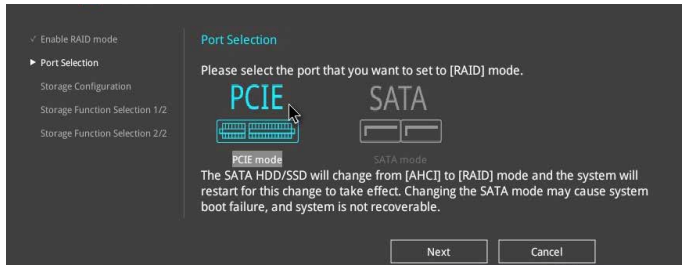 ✓ Enable RAID mode
▶ Port Selection
Storage Configuration
Storage Function Selection 1/2
Storage Function Selection 2/2
Port Selection
Please select the port that you want to set to [RAID] mode.
PCIE SATA
PCIE mode SATA mode
The SATA HDD/SSD will change from [AHCI] to [RAID] mode and the system will
restart for this change to take effect. Changing the SATA mode may cause system
boot failure, and system is not recoverable.
Next Cancel